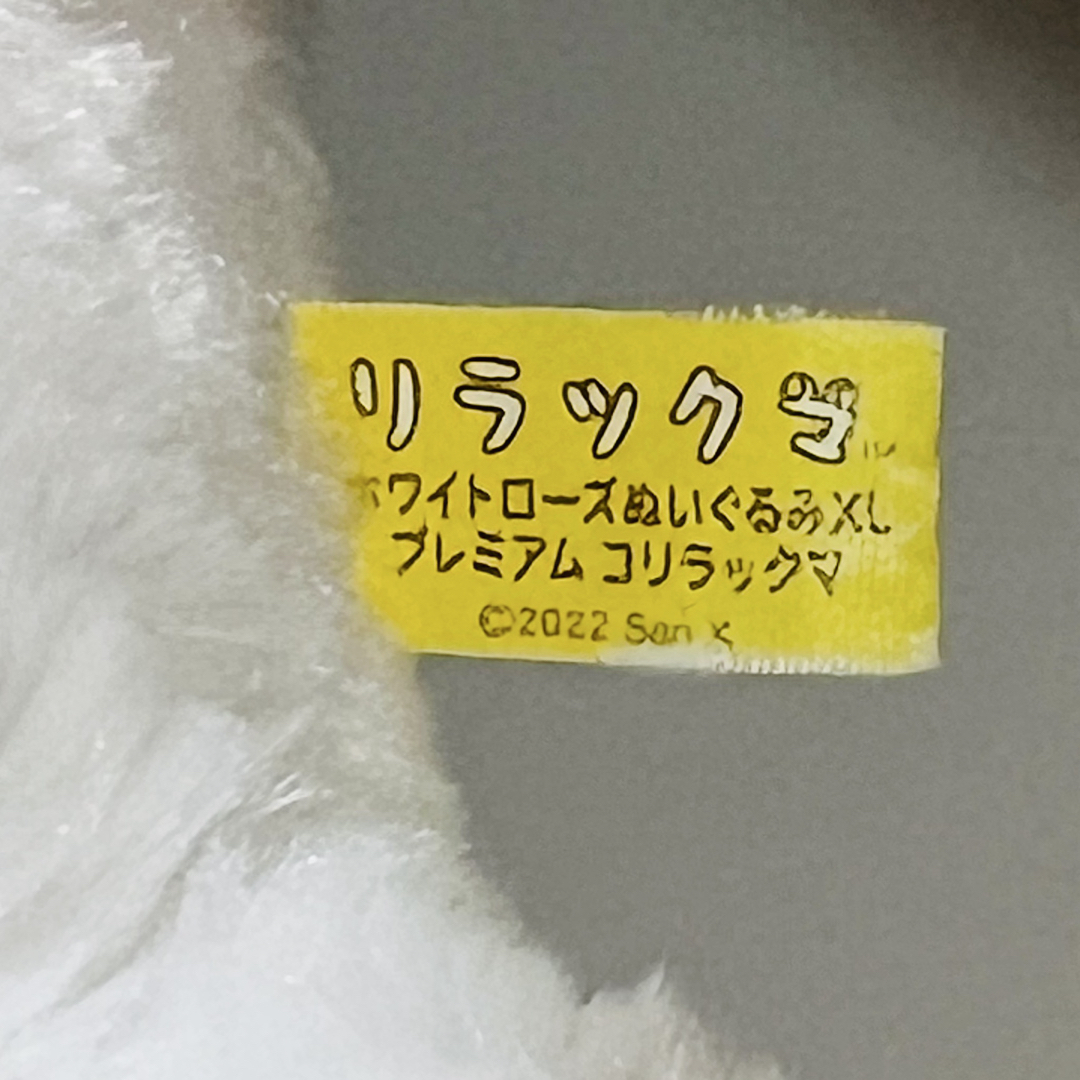 リラックマ
ホワイトローズぬいぐるみXL
プレミアム コリラックマ
©2022 San-X